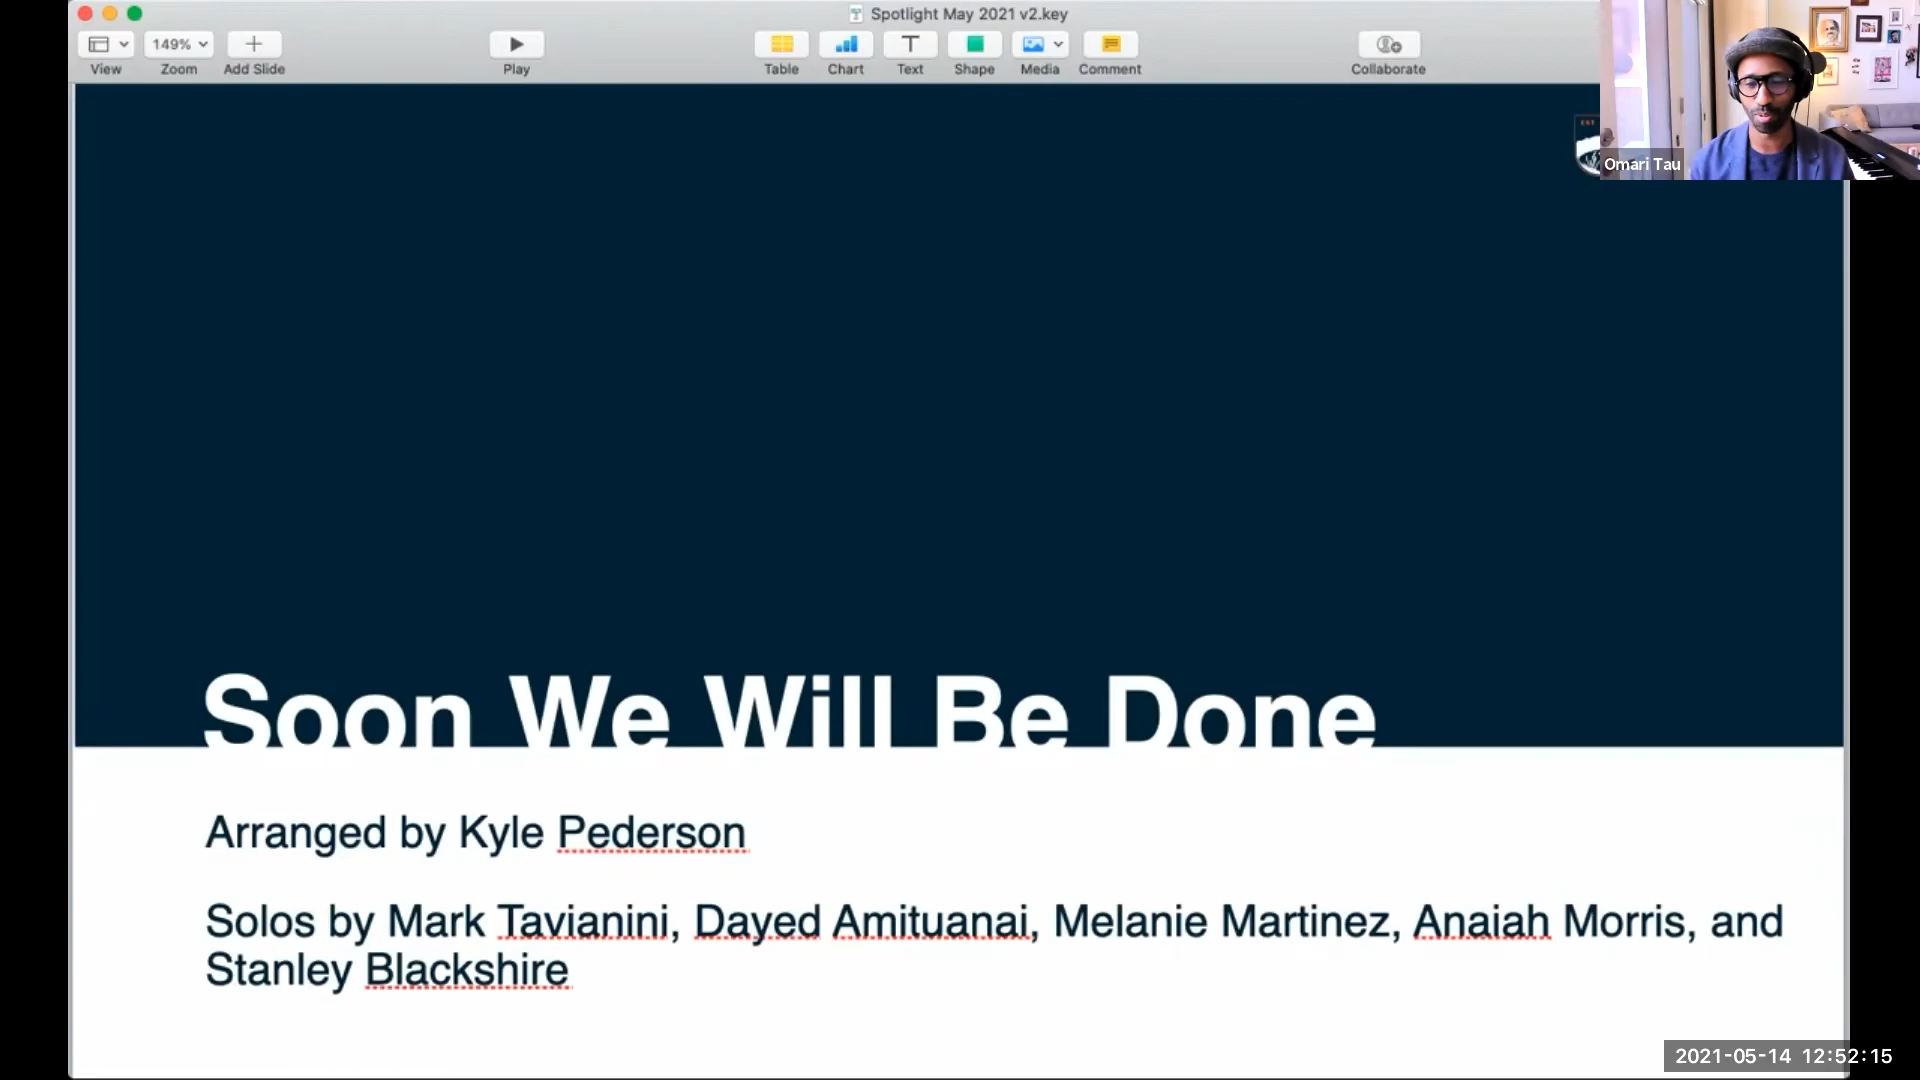 Spotlight May 2021 v2.key
149%
View
Zoom
Add Slide
Play
Table
Chart
Text
Shape
Media
Comment
Collaborate
EST
Omari Tau
Soon We Will Be Done
Arranged by Kyle Pederson
Solos by Mark Tavianini, Dayed Amituanai, Melanie Martinez, Anaiah Morris, and
Stanley Blackshire
2021-05-14 12:52:15